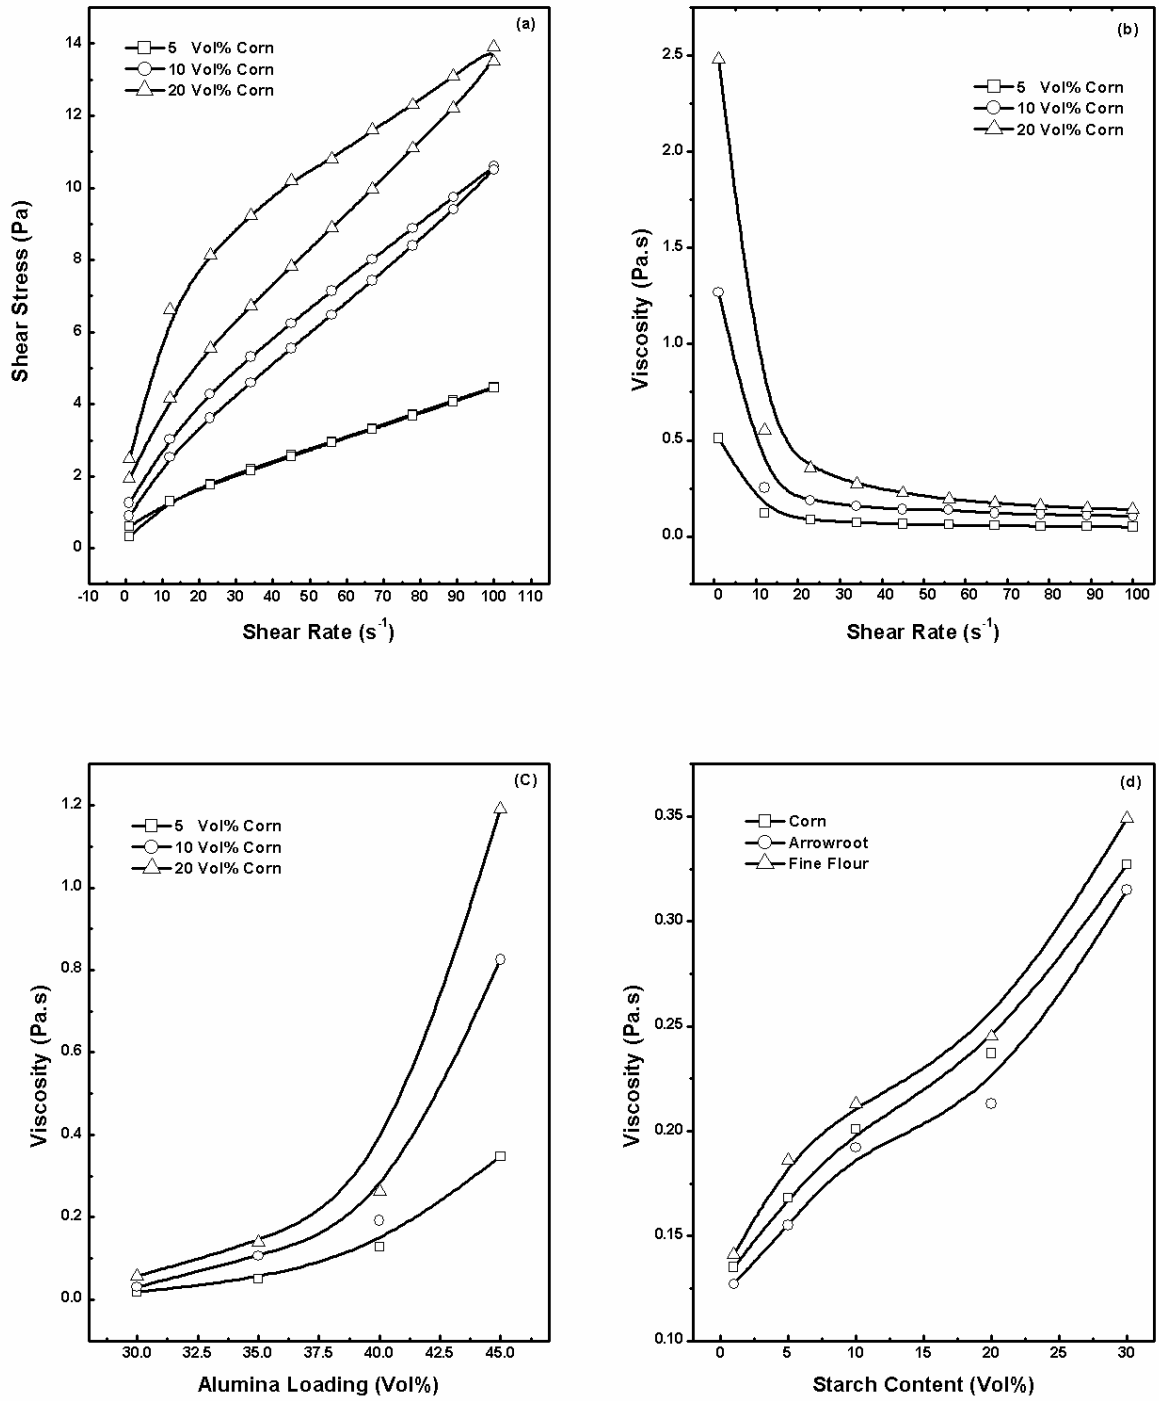 (a)
5 Vol% Corn
10 Vol% Corn
20 Vol% Corn
14
12
10
8
6
4
2
0
Shear Stress (Pa)
-10 0 10 20 30 40 50 60 70 80 90 100 110
Shear Rate (s-1)
(b)
5 Vol% Corn
10 Vol% Corn
20 Vol% Corn
2.5
2.0
1.5
1.0
0.5
0.0
Viscosity (Pa.s)
0 10 20 30 40 50 60 70 80 90 100
Shear Rate (s-1)
(C)
5 Vol% Corn
10 Vol% Corn
20 Vol% Corn
1.2
1.0
0.8
0.6
0.4
0.2
0.0
Viscosity (Pa.s)
30.0 32.5 35.0 37.5 40.0 42.5 45.0
Alumina Loading (Vol%)
(d)
Corn
Arrowroot
Fine Flour
0.35
0.30
0.25
0.20
0.15
0.10
Viscosity (Pa.s)
0 5 10 20 30
Starch Content (Vol%)